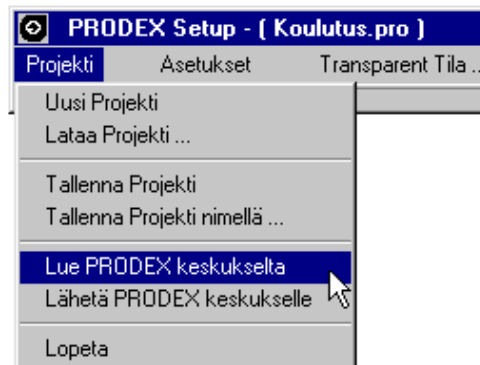 PRODEX Setup - ( Koulutus.pro )
Projekti Asetukset Transparent Tila ..
Uusi Projekti
Lataa Projekti ...
Tallenna Projekti
Tallenna Projekti nimellä ...
Lue PRODEX keskukselta
Lähetä PRODEX keskukselle
Lopeta